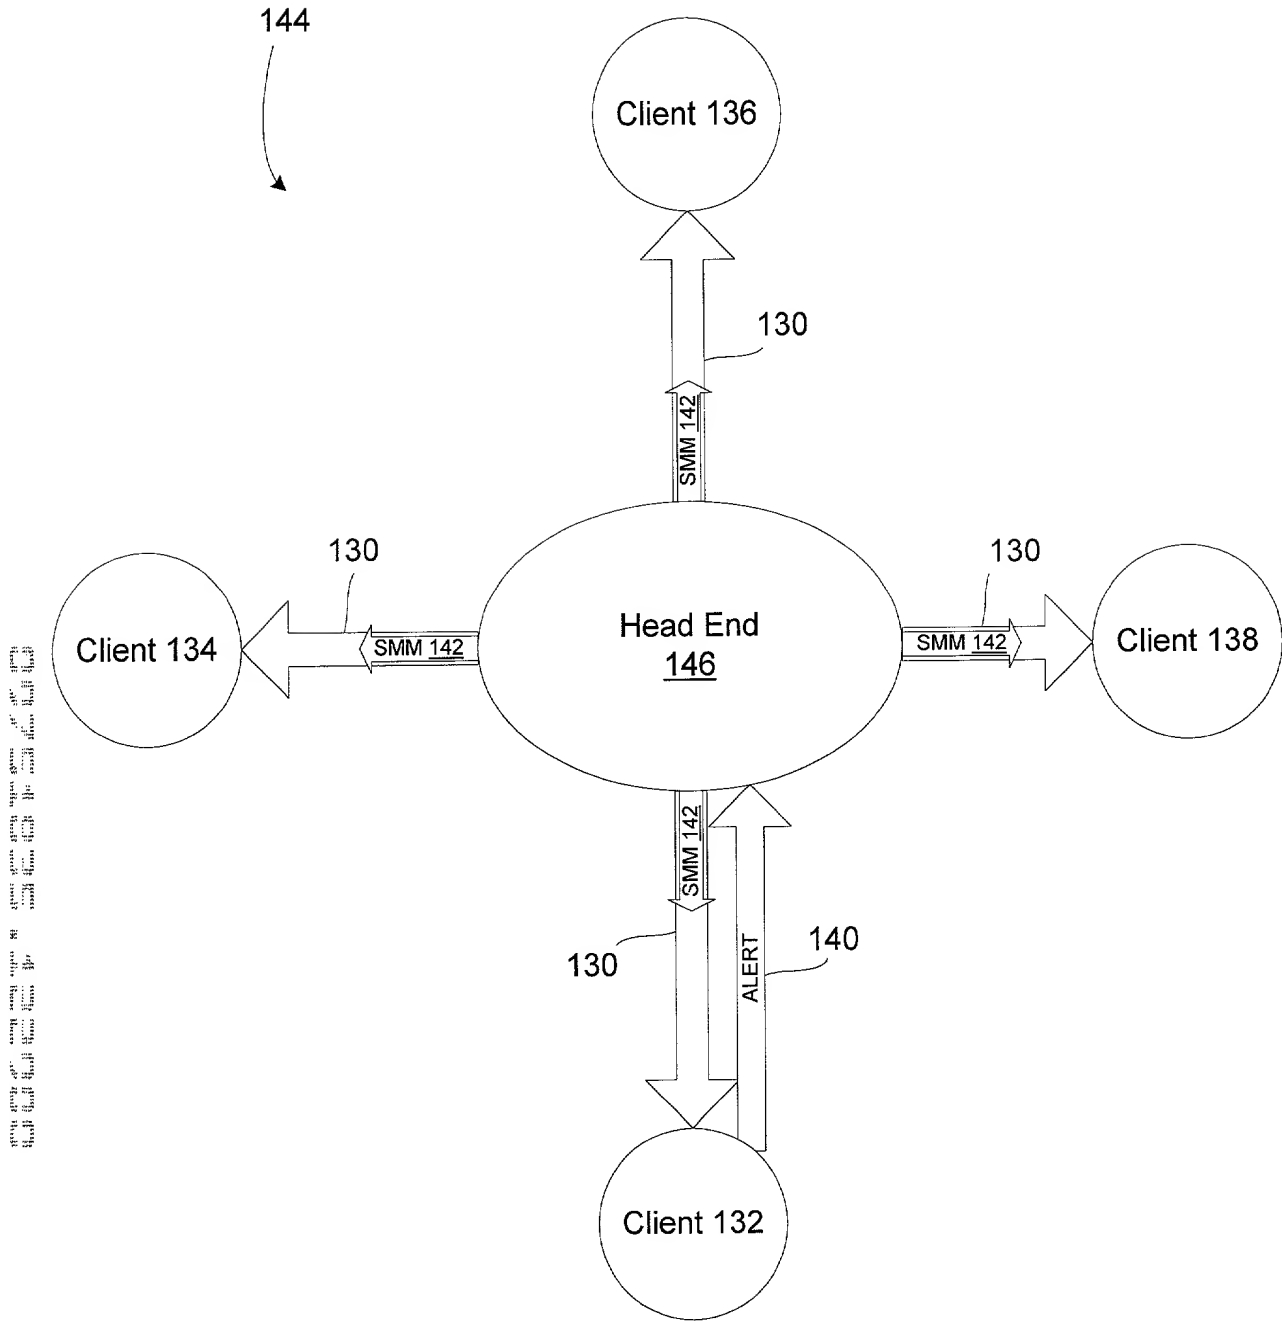 144
Client 136
130
SMM 142
130
130
Client 134
SMM 142
Head End
146
SMM 142
Client 138
SMM 142
130
ALERT
140
Client 132